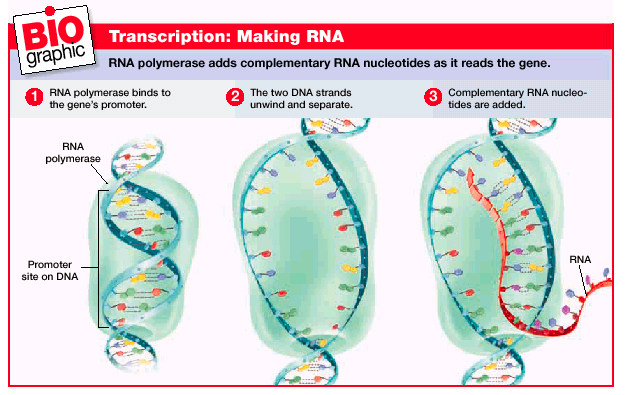 BIO
graphic
Transcription: Making RNA
RNA polymerase adds complementary RNA nucleotides as it reads the gene.
1 RNA polymerase binds to
the gene's promoter.
2 The two DNA strands
unwind and separate.
3 Complementary RNA nucleo-
tides are added.
RNA
polymerase
Promoter
site on DNA
RNA